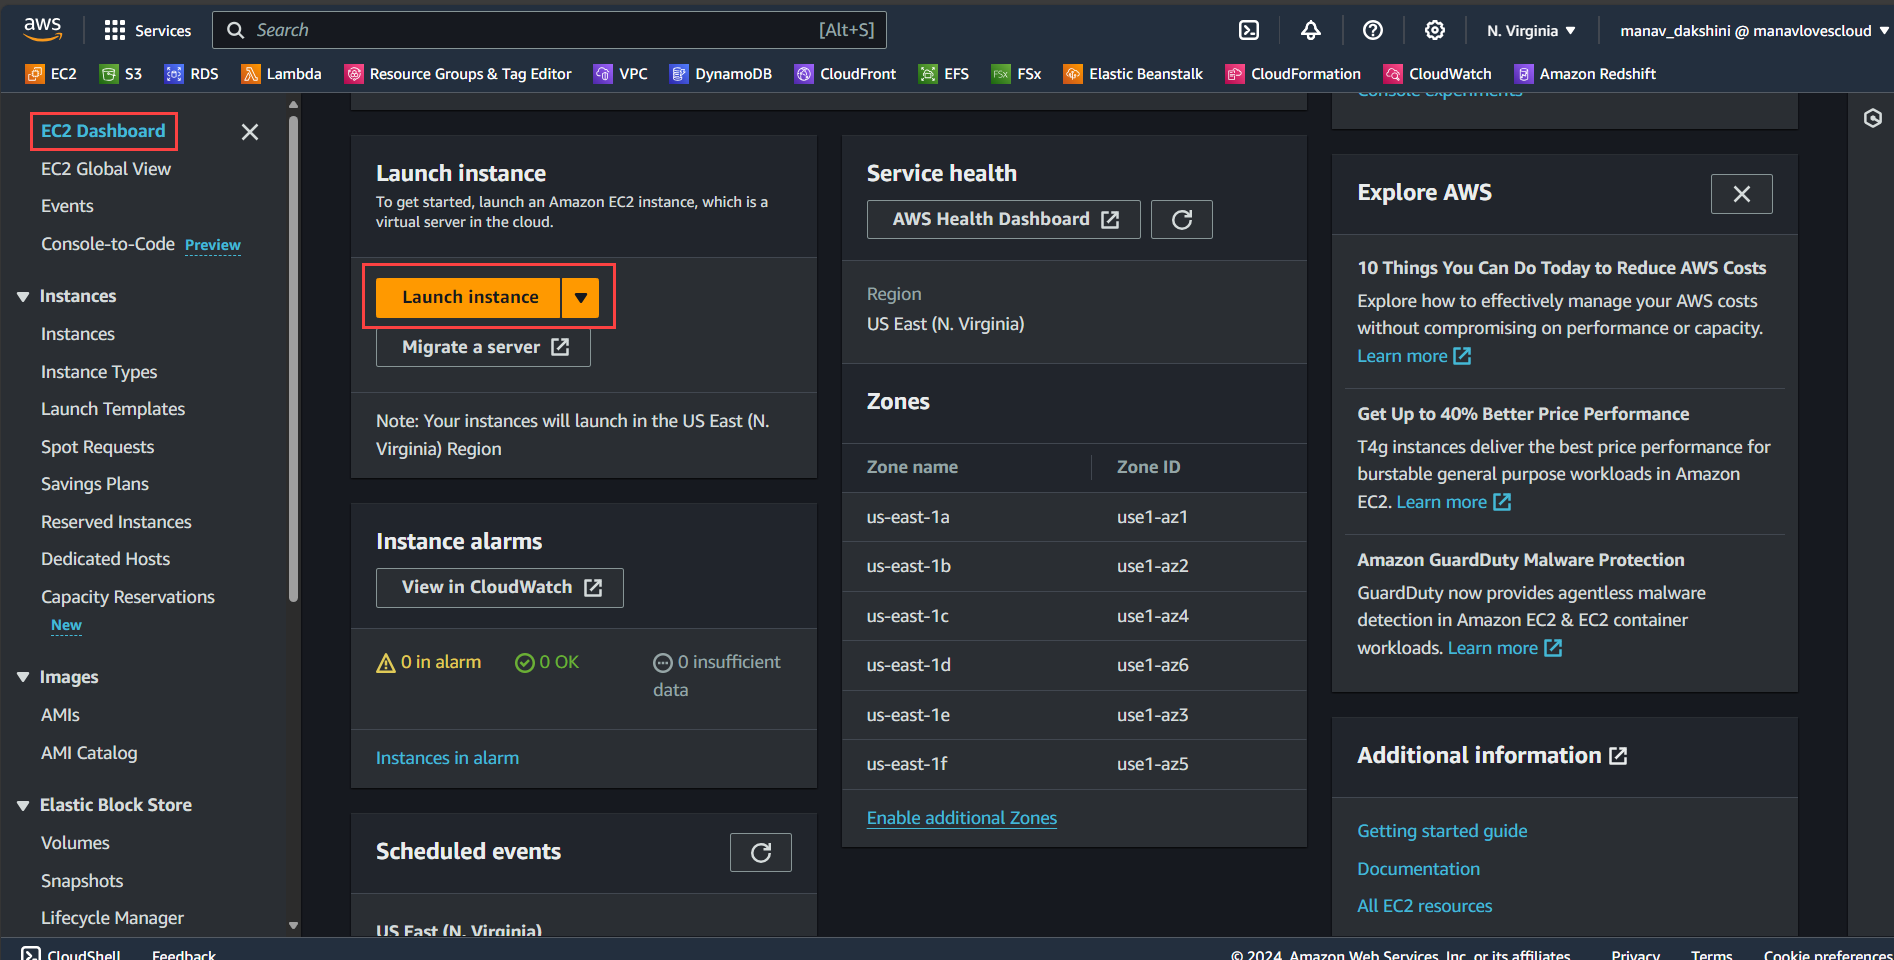 aws
Services
Search
[Alt+S]
N. Virginia
manav_dakshini @ manavlovescloud
EC2
S3
RDS
Lambda
Resource Groups & Tag Editor
VPC
DynamoDB
CloudFront
EFS
FSx
FSx
Elastic Beanstalk
CloudFormation
CloudWatch
Amazon Redshift
EC2 Dashboard
EC2 Global View
Events
Console-to-Code Preview
Instances
Instances
Instance Types
Launch Templates
Spot Requests
Savings Plans
Reserved Instances
Dedicated Hosts
Capacity Reservations
New
Images
AMIs
AMI Catalog
Elastic Block Store
Volumes
Snapshots
Lifecycle Manager
Launch instance
To get started, launch an Amazon EC2 instance, which is a
virtual server in the cloud.
Launch instance
Migrate a server
Note: Your instances will launch in the US East (N.
Virginia) Region
Instance alarms
View in CloudWatch
0 in alarm
0 OK
0 insufficient
data
Instances in alarm
Scheduled events
US East (N. Virginia)
Service health
AWS Health Dashboard
Region
US East (N. Virginia)
Zones
Zone name Zone ID
us-east-1a use1-az1
us-east-1b use1-az2
us-east-1c use1-az4
us-east-1d use1-az6
us-east-1e use1-az3
us-east-1f use1-az5
Enable additional Zones
Console experiments
Explore AWS
10 Things You Can Do Today to Reduce AWS Costs
Explore how to effectively manage your AWS costs
without compromising on performance or capacity.
Learn more
Get Up to 40% Better Price Performance
T4g instances deliver the best price performance for
burstable general purpose workloads in Amazon
EC2. Learn more
Amazon GuardDuty Malware Protection
GuardDuty now provides agentless malware
detection in Amazon EC2 & EC2 container
workloads. Learn more
Additional information
Getting started guide
Documentation
All EC2 resources
CloudShell
Feedback
© 2024, Amazon Web Services, Inc. or its affiliates.
Privacy
Terms
Cookie preferences